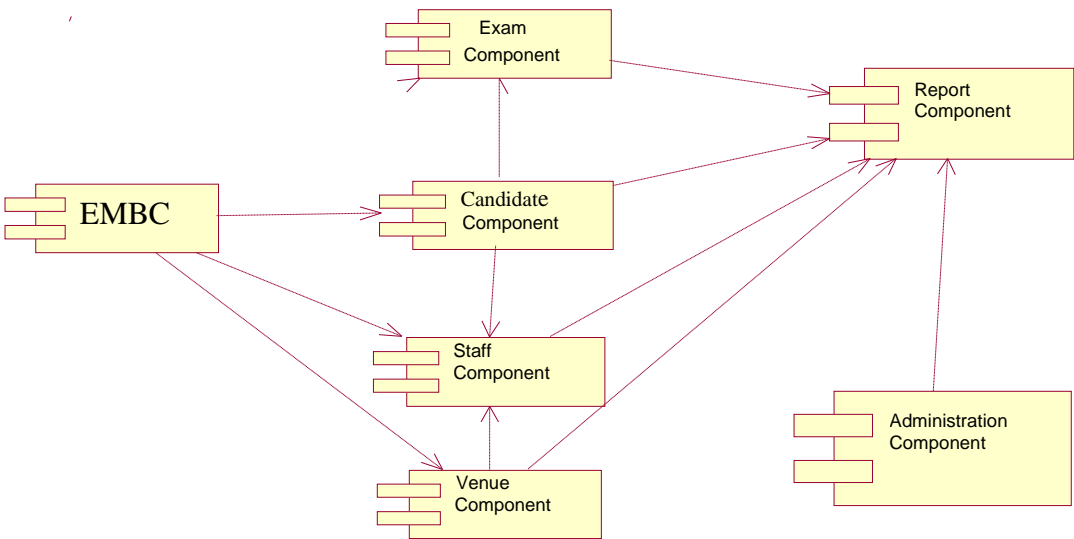 Exam
Component
Report
Component
EMBC
Candidate
Component
Staff
Component
Administration
Component
Venue
Component